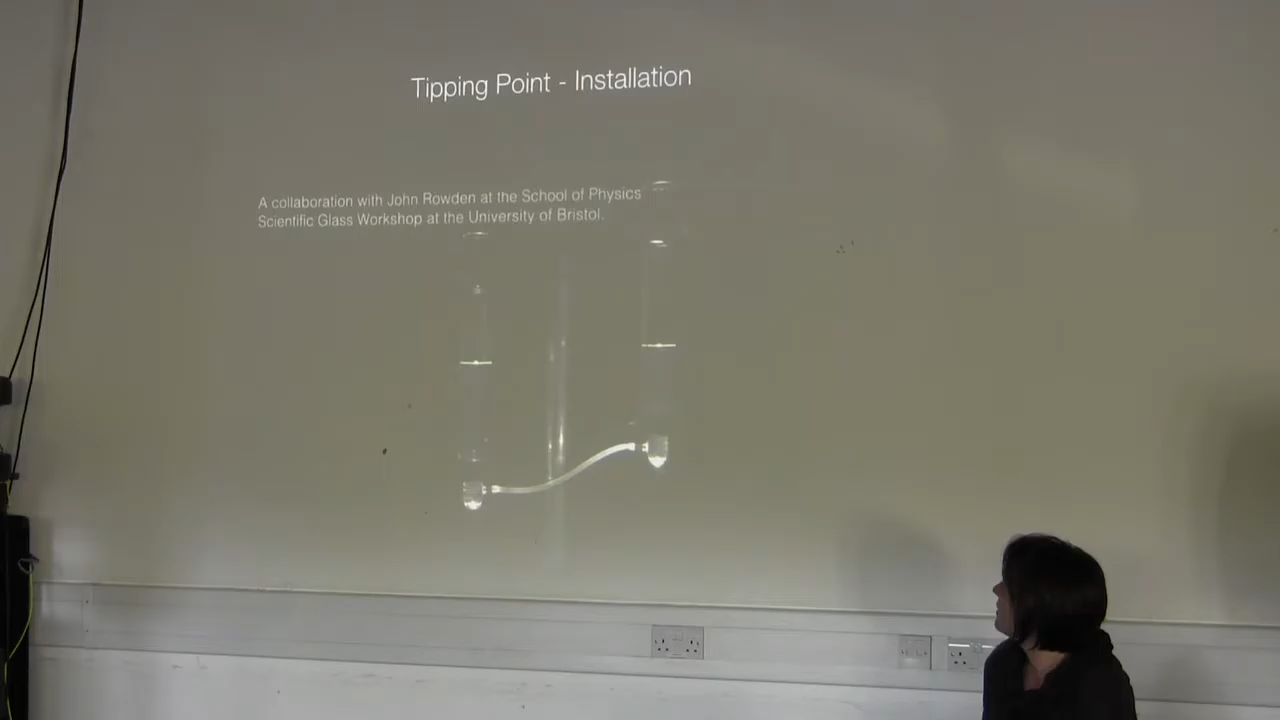 Tipping Point - Installation
A collaboration with John Rowden at the School of Physics
Scientific Glass Workshop at the University of Bristol.